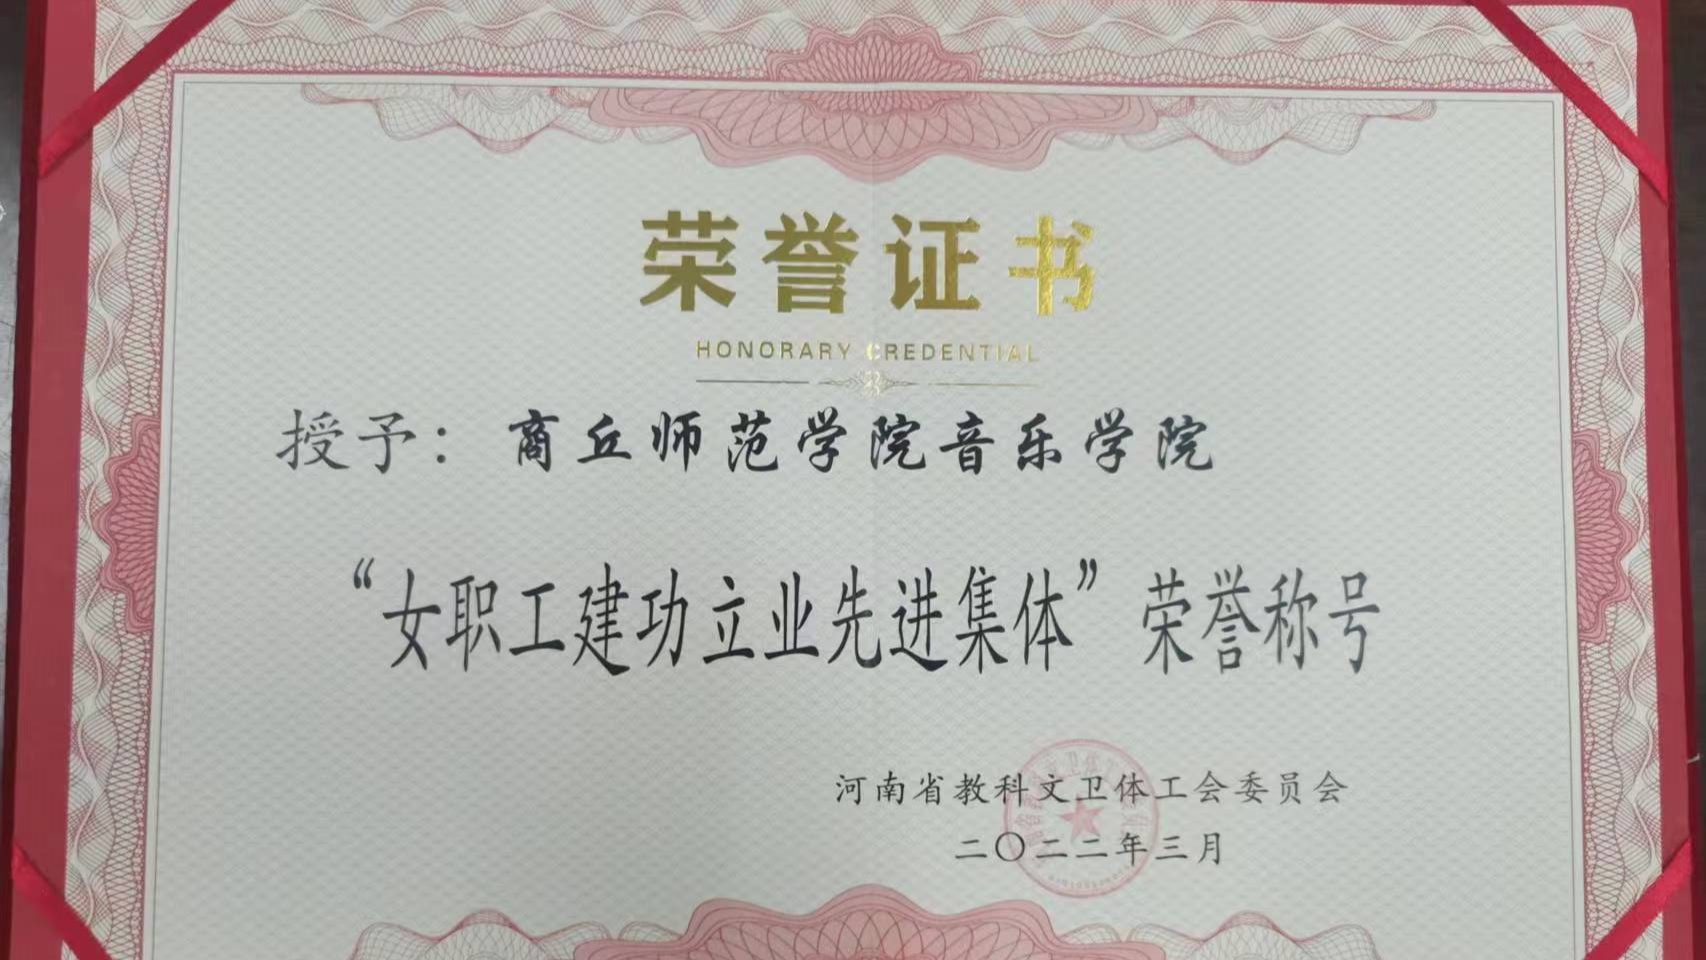 荣誉证书
HONORARY CREDENTIAL
授予：商丘师范学院音乐学院
“女职工建功立业先进集体”荣誉称号
河南省教科文卫体工会委员会
二〇二二年三月